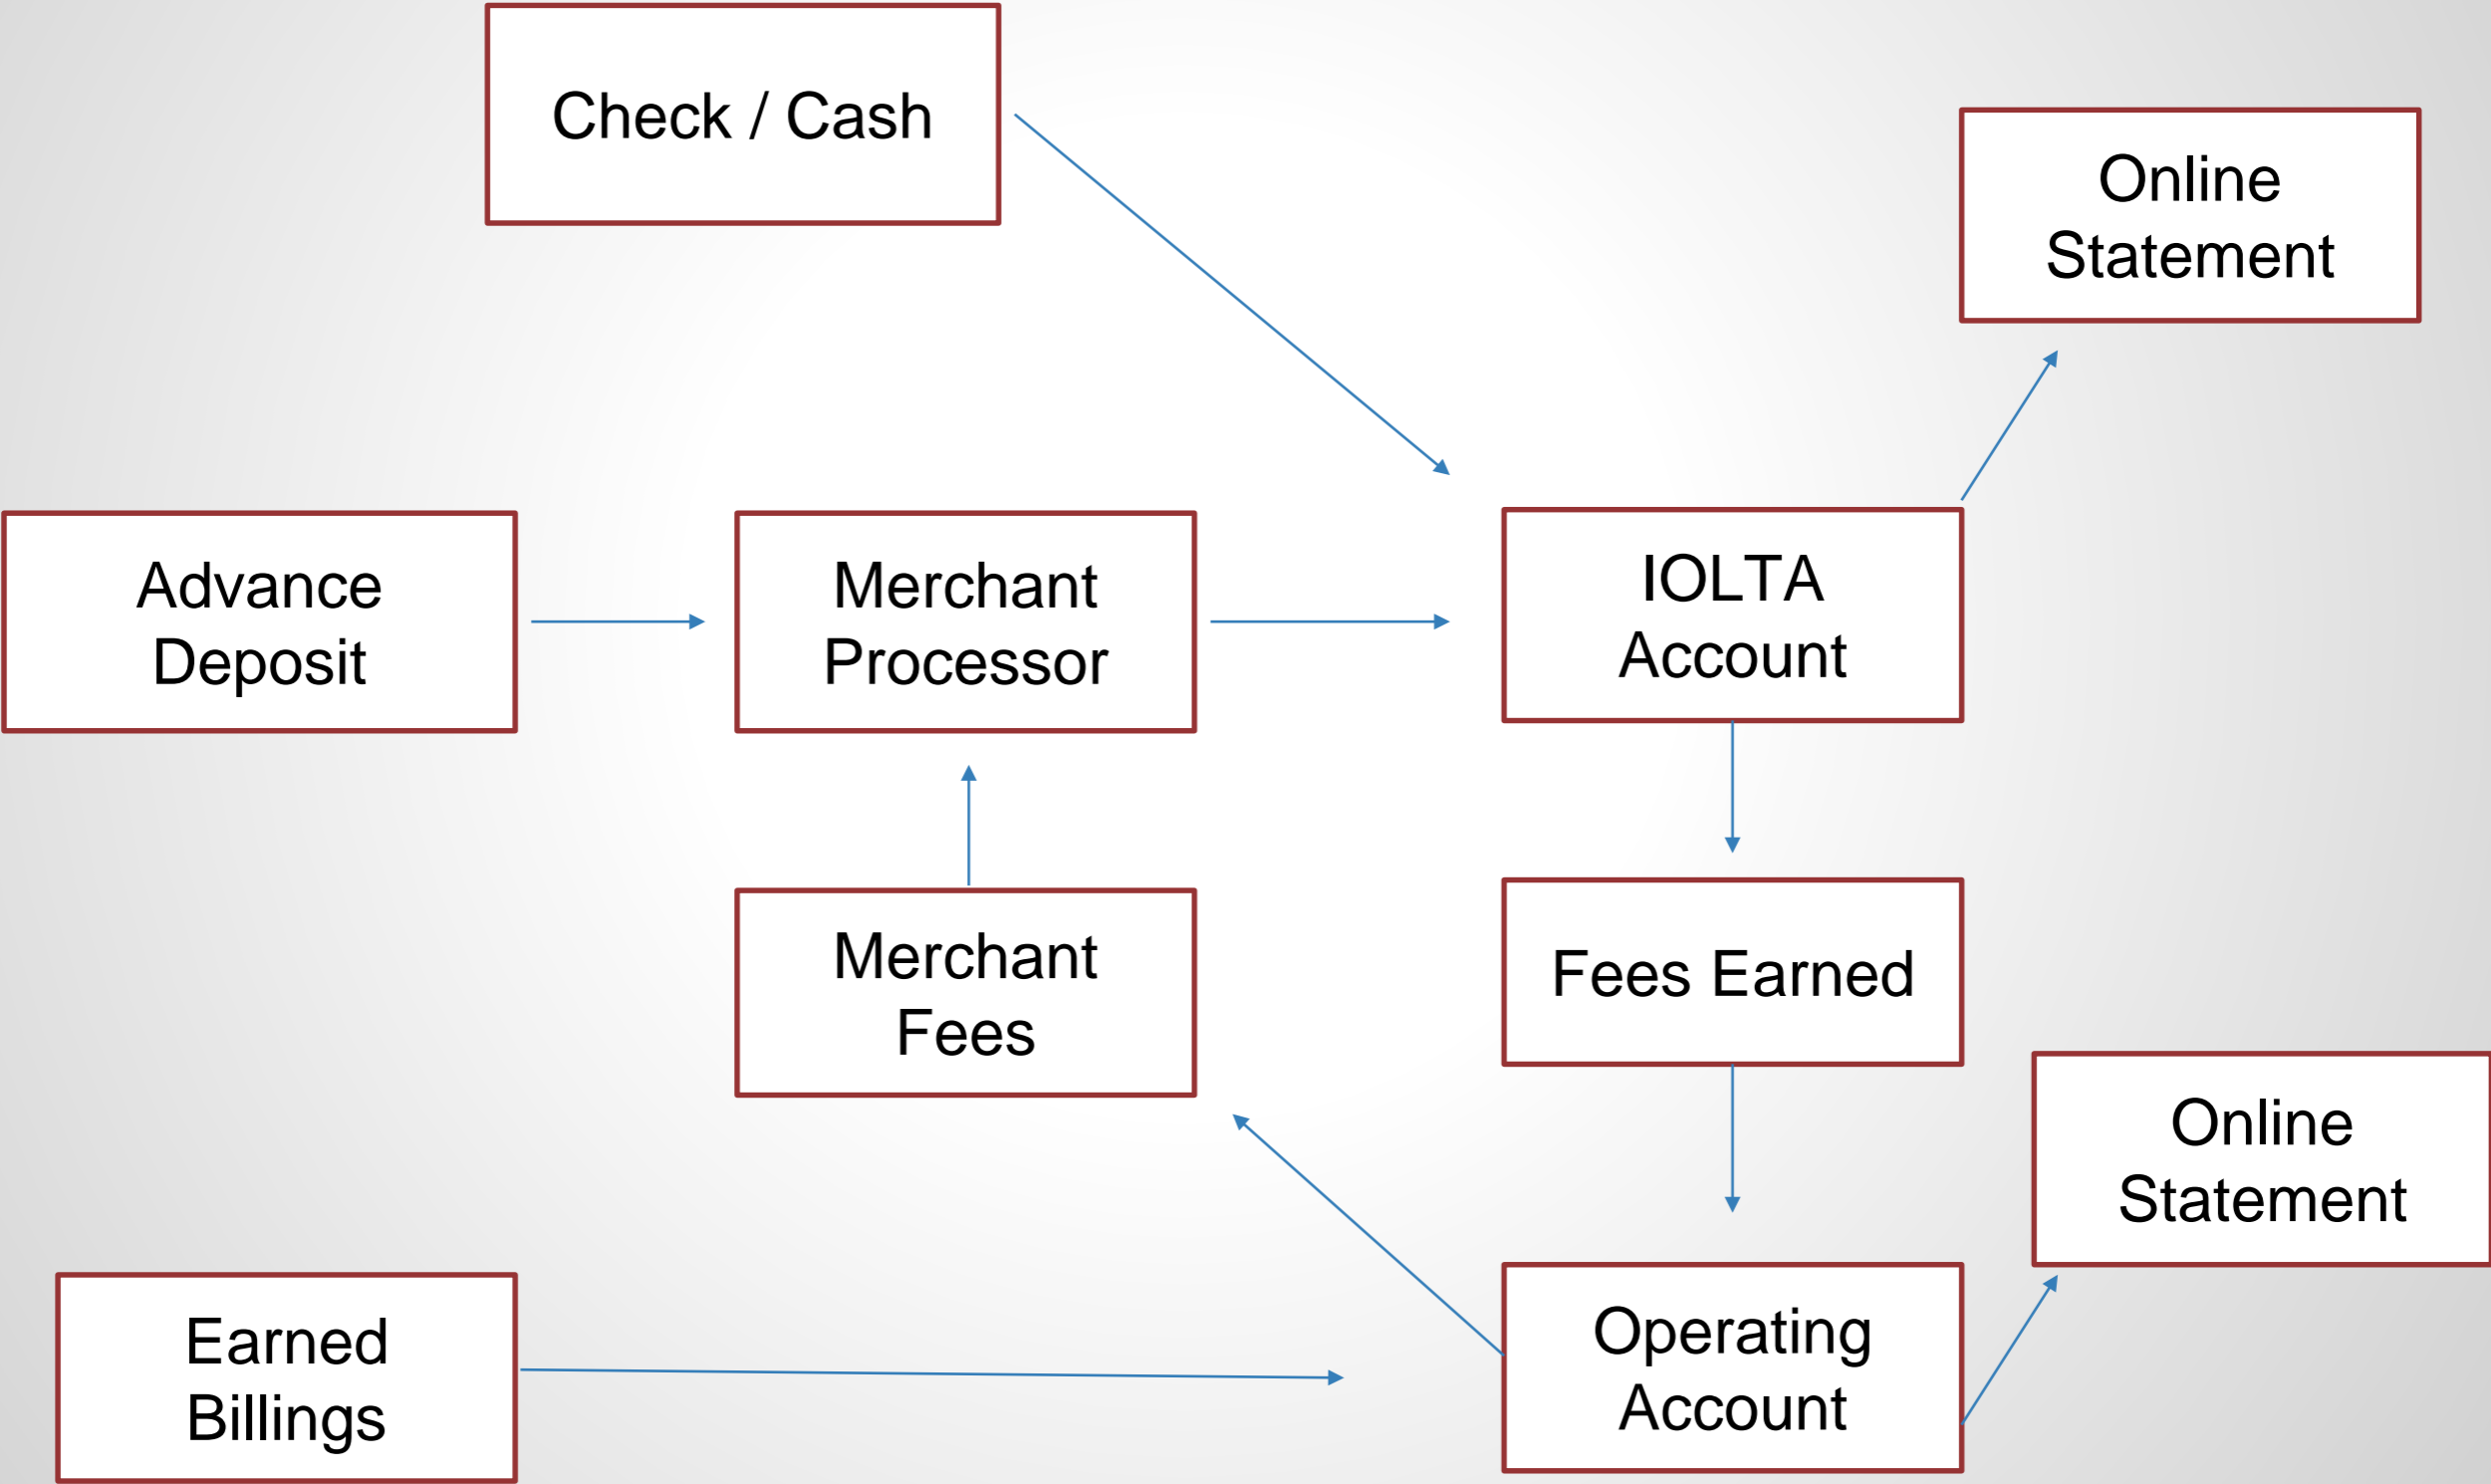 Check / Cash
Online
Statement
Advance
Deposit
Merchant
Processor
IOLTA
Account
Merchant
Fees
Fees Earned
Online
Statement
Earned
Billings
Operating
Account